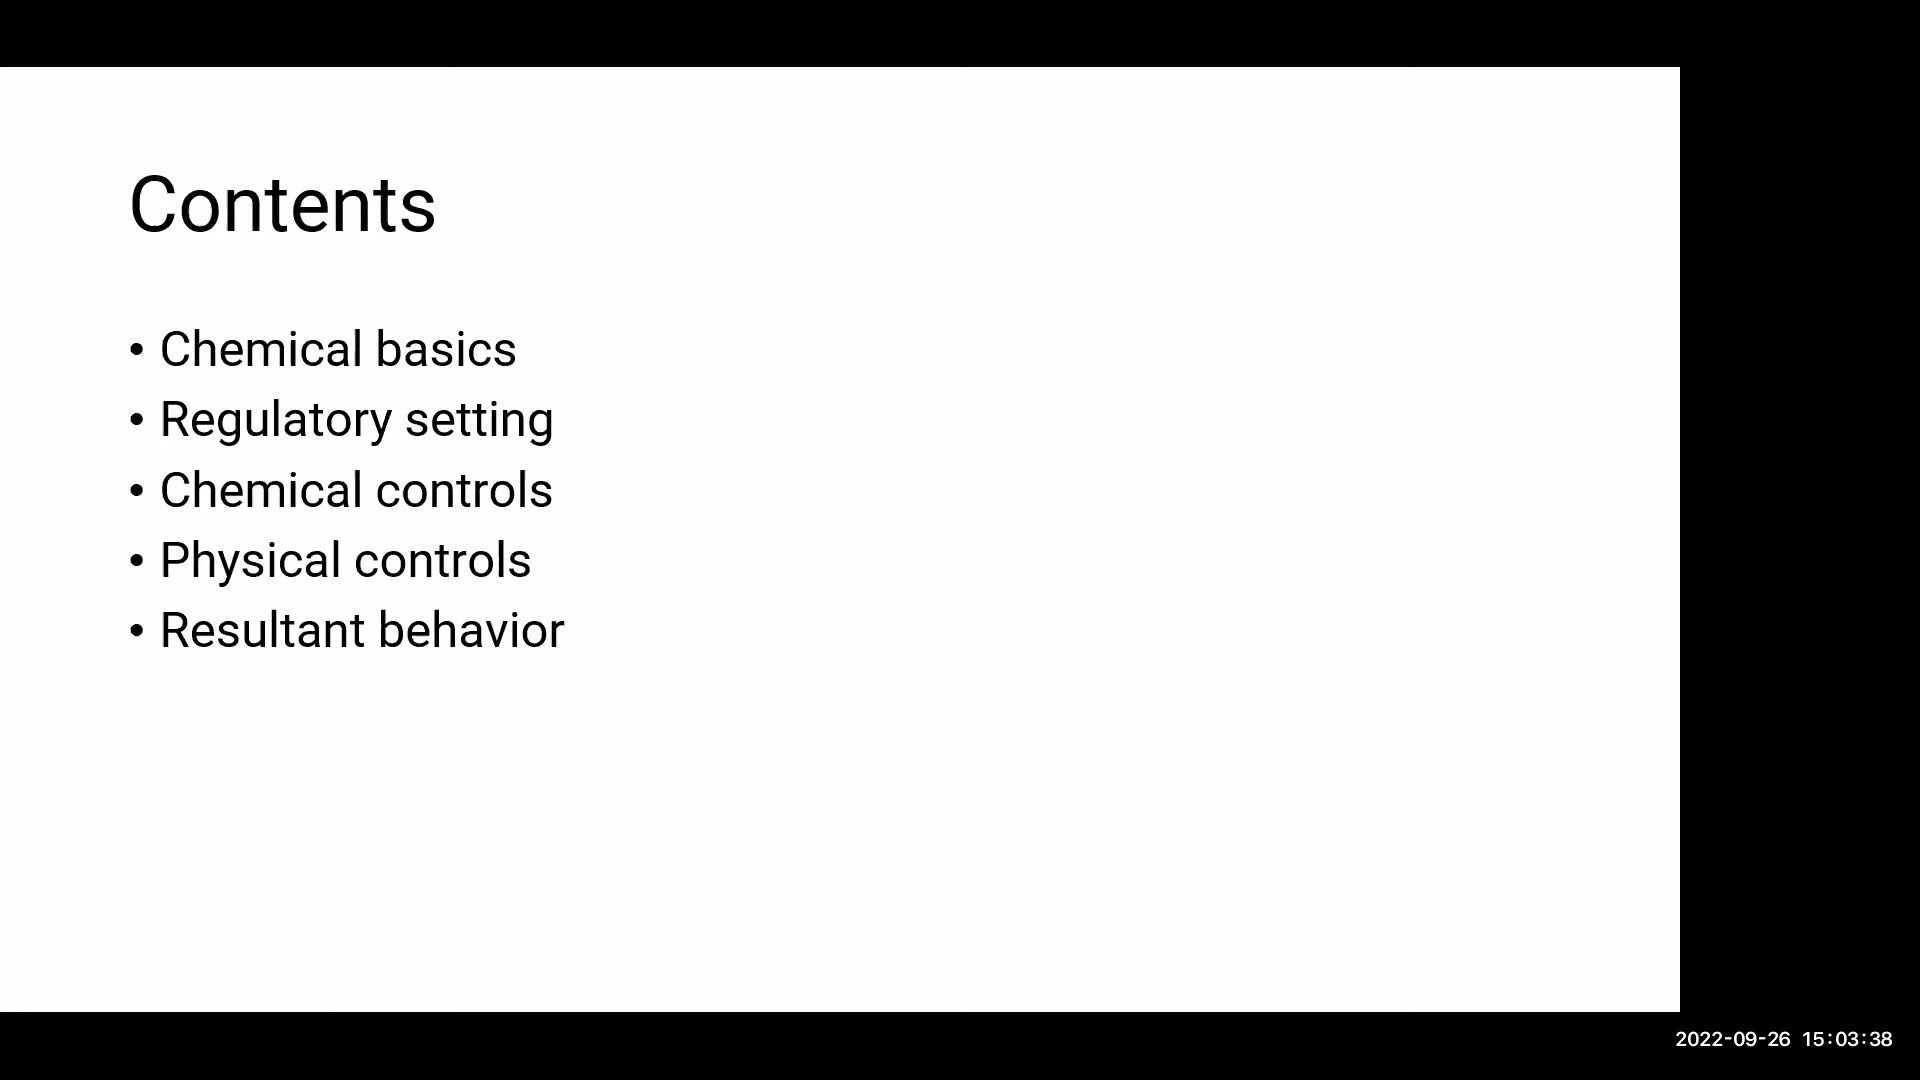 Contents
• Chemical basics
• Regulatory setting
• Chemical controls
• Physical controls
• Resultant behavior
2022-09-26 15:03:38